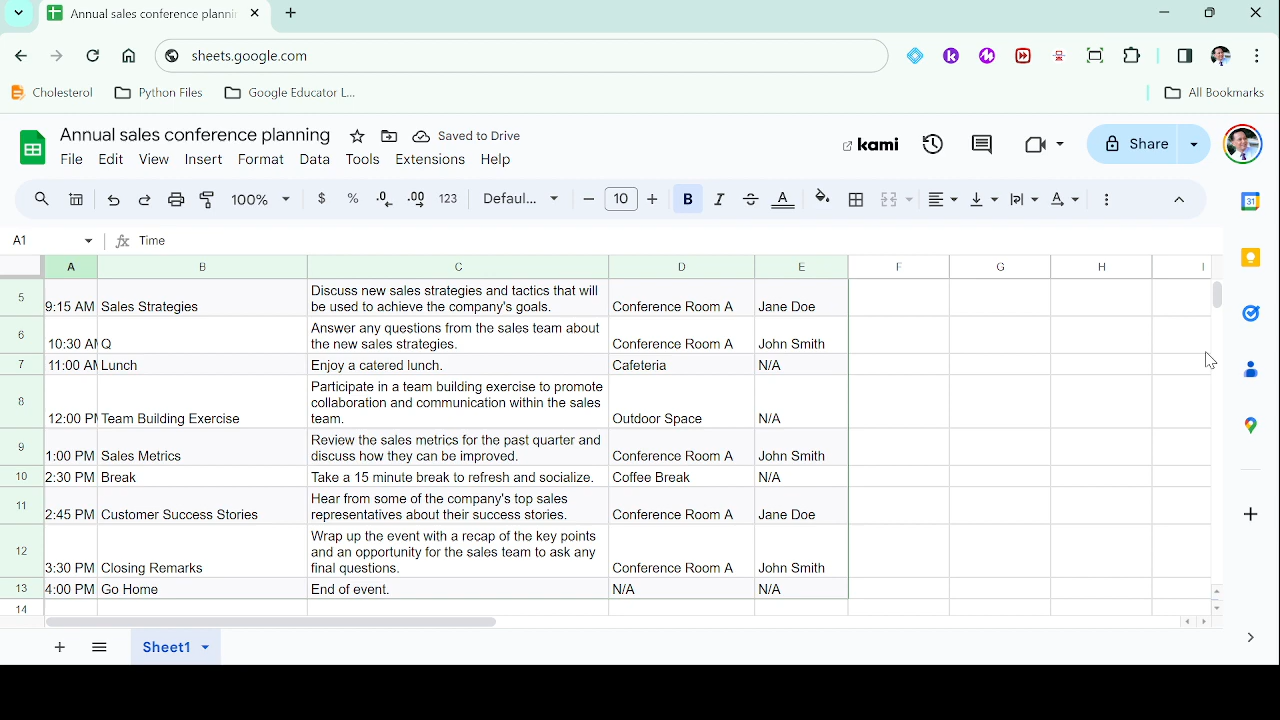 Annual sales conference plannin
sheets.google.com
Cholesterol Python Files Google Educator L... All Bookmarks
Annual sales conference planning Saved to Drive
kami Share
File Edit View Insert Format Data Tools Extensions Help
100% $ % .0 .00 123 Defaul... 10 B I S A
A1 fx Time
A B C D E F G H I
5 9:15 AM Sales Strategies Discuss new sales strategies and tactics that will be used to achieve the company's goals. Conference Room A Jane Doe
6 10:30 AM Q Answer any questions from the sales team about the new sales strategies. Conference Room A John Smith
7 11:00 AM Lunch Enjoy a catered lunch. Cafeteria N/A
8 12:00 PM Team Building Exercise Participate in a team building exercise to promote collaboration and communication within the sales team. Outdoor Space N/A
9 1:00 PM Sales Metrics Review the sales metrics for the past quarter and discuss how they can be improved. Conference Room A John Smith
10 2:30 PM Break Take a 15 minute break to refresh and socialize. Coffee Break N/A
11 2:45 PM Customer Success Stories Hear from some of the company's top sales representatives about their success stories. Conference Room A Jane Doe
12 3:30 PM Closing Remarks Wrap up the event with a recap of the key points and an opportunity for the sales team to ask any final questions. Conference Room A John Smith
13 4:00 PM Go Home End of event. N/A N/A
14
Sheet1